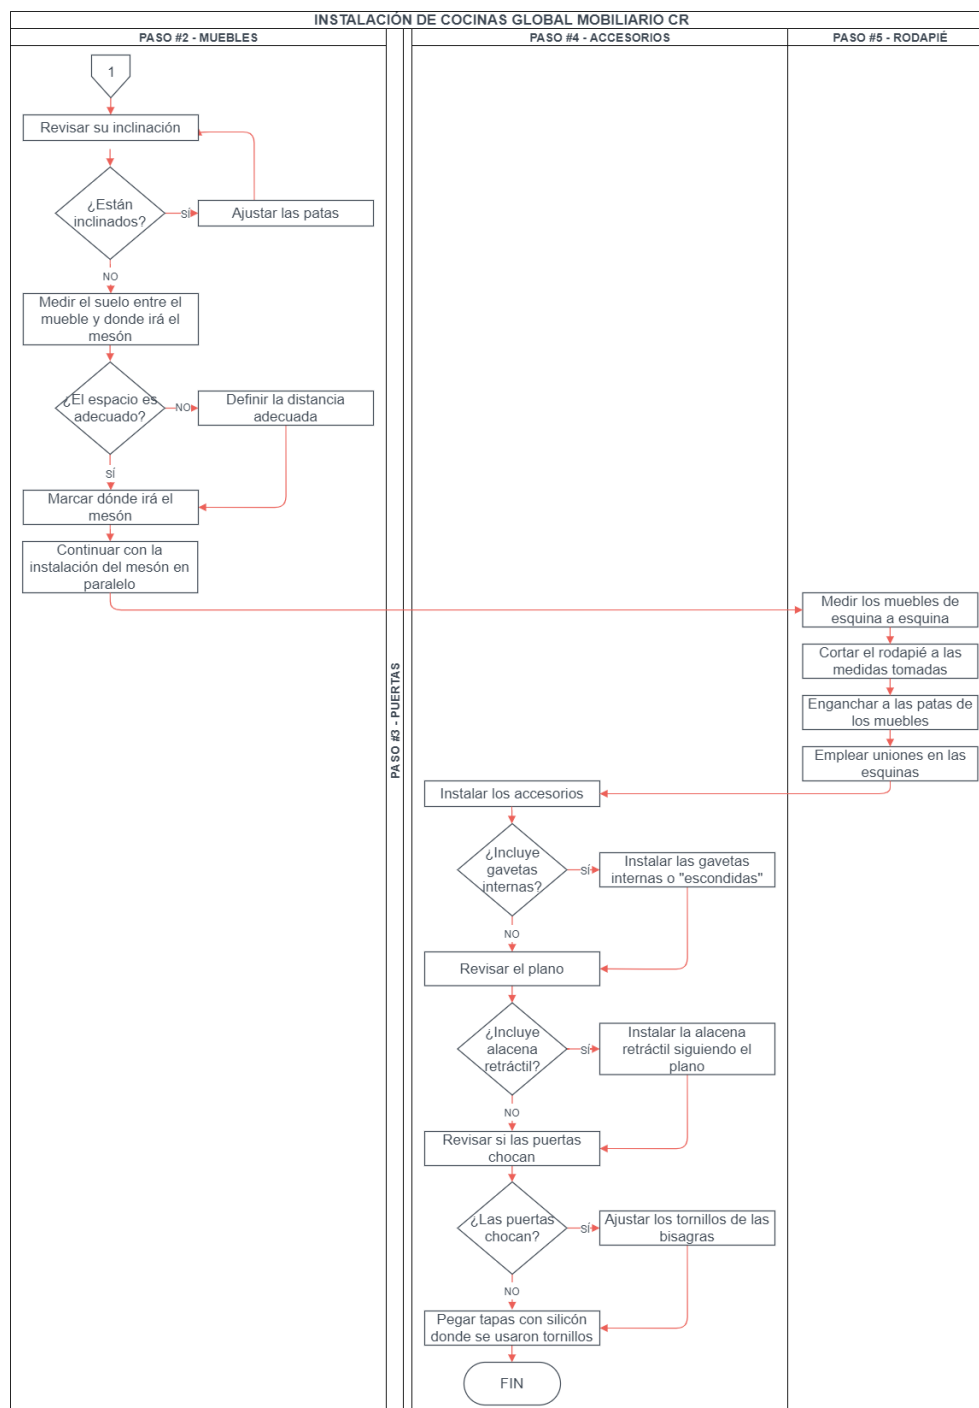 INSTALACIÓN DE COCINAS GLOBAL MOBILIARIO CR
PASO #2 - MUEBLES
PASO #3 - PUERTAS
PASO #4 - ACCESORIOS
PASO #5 - RODAPIÉ
1
Revisar su inclinación
¿Están
inclinados?
SÍ
Ajustar las patas
NO
Medir el suelo entre el
mueble y donde irá el
mesón
¿El espacio es
adecuado?
NO
Definir la distancia
adecuada
SÍ
Marcar dónde irá el
mesón
Continuar con la
instalación del mesón en
paralelo
Medir los muebles de
esquina a esquina
Cortar el rodapié a las
medidas tomadas
Enganchar a las patas de
los muebles
Emplear uniones en las
esquinas
Instalar los accesorios
¿Incluye
gavetas
internas?
SÍ
Instalar las gavetas
internas o "escondidas"
NO
Revisar el plano
¿Incluye
alacena
retráctil?
SÍ
Instalar la alacena
retráctil siguiendo el
plano
NO
Revisar si las puertas
chocan
¿Las puertas
chocan?
SÍ
Ajustar los tornillos de las
bisagras
NO
Pegar tapas con silicón
donde se usaron tornillos
FIN